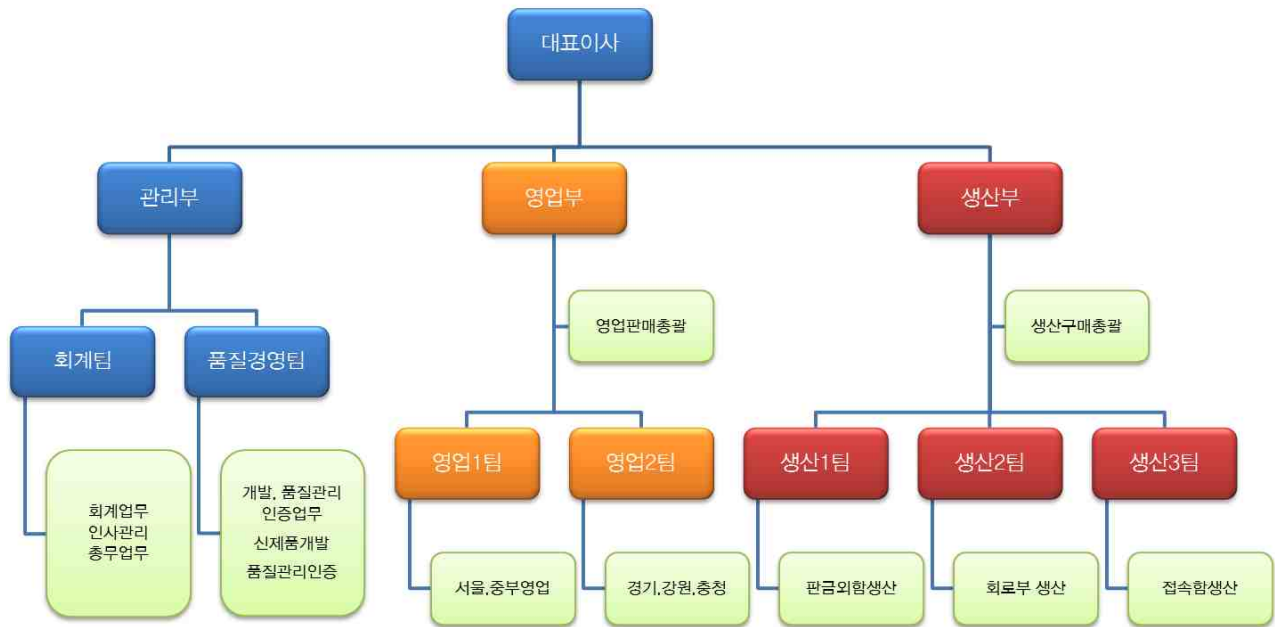 대표이사
관리부
영업부
생산부
영업판매총괄
생산구매총괄
회계팀
품질경영팀
영업1팀
영업2팀
생산1팀
생산2팀
생산3팀
회계업무
인사관리
총무업무
개발, 품질관리
인증업무
신제품개발
품질관리인증
서울,중부영업
경기,강원,충청
판금외함생산
회로부 생산
접속함생산